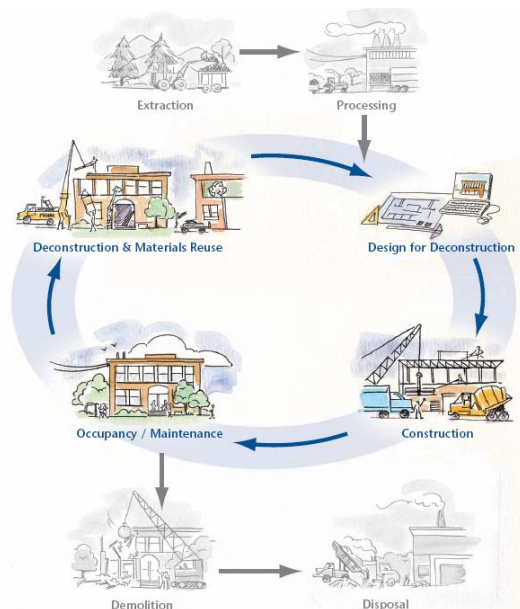 Extraction
Processing
Deconstruction & Materials Reuse
Design for Deconstruction
Occupancy / Maintenance
Construction
Demolition
Disposal